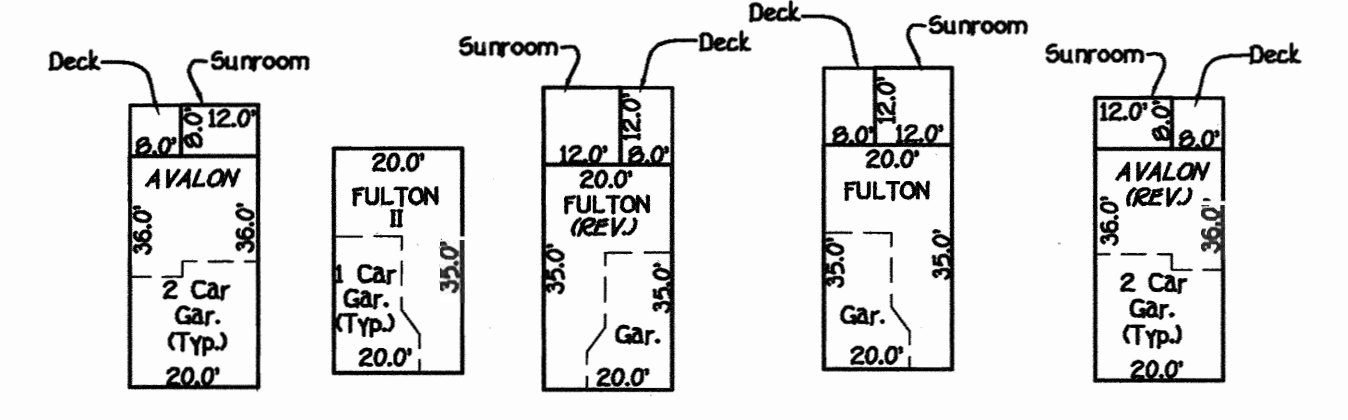 Deck
Sunroom
8.0'
8.0'
12.0'
AVALON
36.0'
36.0'
2 Car
Gar.
(Typ.)
20.0'
20.0'
FULTON
II
35.0'
1 Car
Gar.
(Typ.)
20.0'
Sunroom
Deck
12.0'
12.0'
8.0'
20.0'
FULTON
(REV.)
35.0'
35.0'
Gar.
20.0'
Deck
Sunroom
8.0'
12.0'
12.0'
20.0'
FULTON
35.0'
35.0'
Gar.
20.0'
Sunroom
Deck
12.0'
8.0'
8.0'
AVALON
(REV.)
36.0'
36.0'
2 Car
Gar.
(Typ.)
20.0'